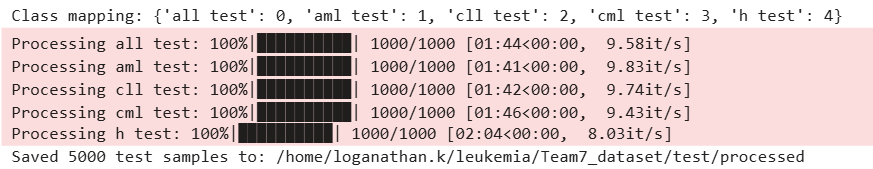 Class mapping: {'all test': 0, 'aml test': 1, 'cll test': 2, 'cml test': 3, 'h test': 4}
Processing all test: 100%|██████████| 1000/1000 [01:44<00:00,  9.58it/s]
Processing aml test: 100%|██████████| 1000/1000 [01:41<00:00,  9.83it/s]
Processing cll test: 100%|██████████| 1000/1000 [01:42<00:00,  9.74it/s]
Processing cml test: 100%|██████████| 1000/1000 [01:46<00:00,  9.43it/s]
Processing h test: 100%|██████████| 1000/1000 [02:04<00:00,  8.03it/s]
Saved 5000 test samples to: /home/loganathan.k/leukemia/Team7_dataset/test/processed